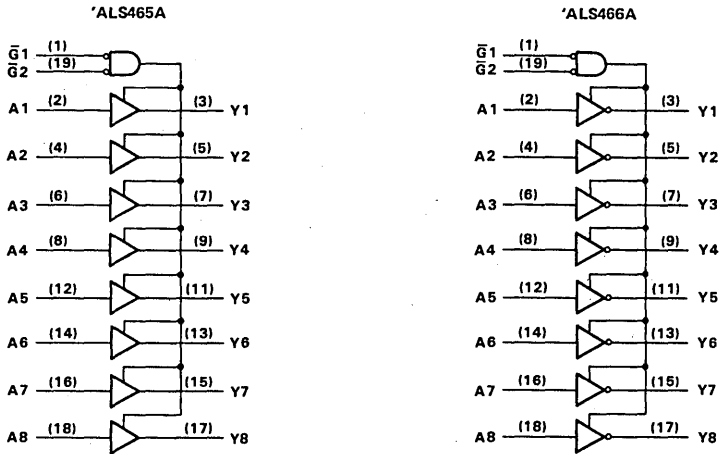 'ALS465A
G̅1 (1)
G̅2 (19)
A1 (2) (3) Y1
A2 (4) (5) Y2
A3 (6) (7) Y3
A4 (8) (9) Y4
A5 (12) (11) Y5
A6 (14) (13) Y6
A7 (16) (15) Y7
A8 (18) (17) Y8
'ALS466A
G̅1 (1)
G̅2 (19)
A1 (2) (3) Y1
A2 (4) (5) Y2
A3 (6) (7) Y3
A4 (8) (9) Y4
A5 (12) (11) Y5
A6 (14) (13) Y6
A7 (16) (15) Y7
A8 (18) (17) Y8